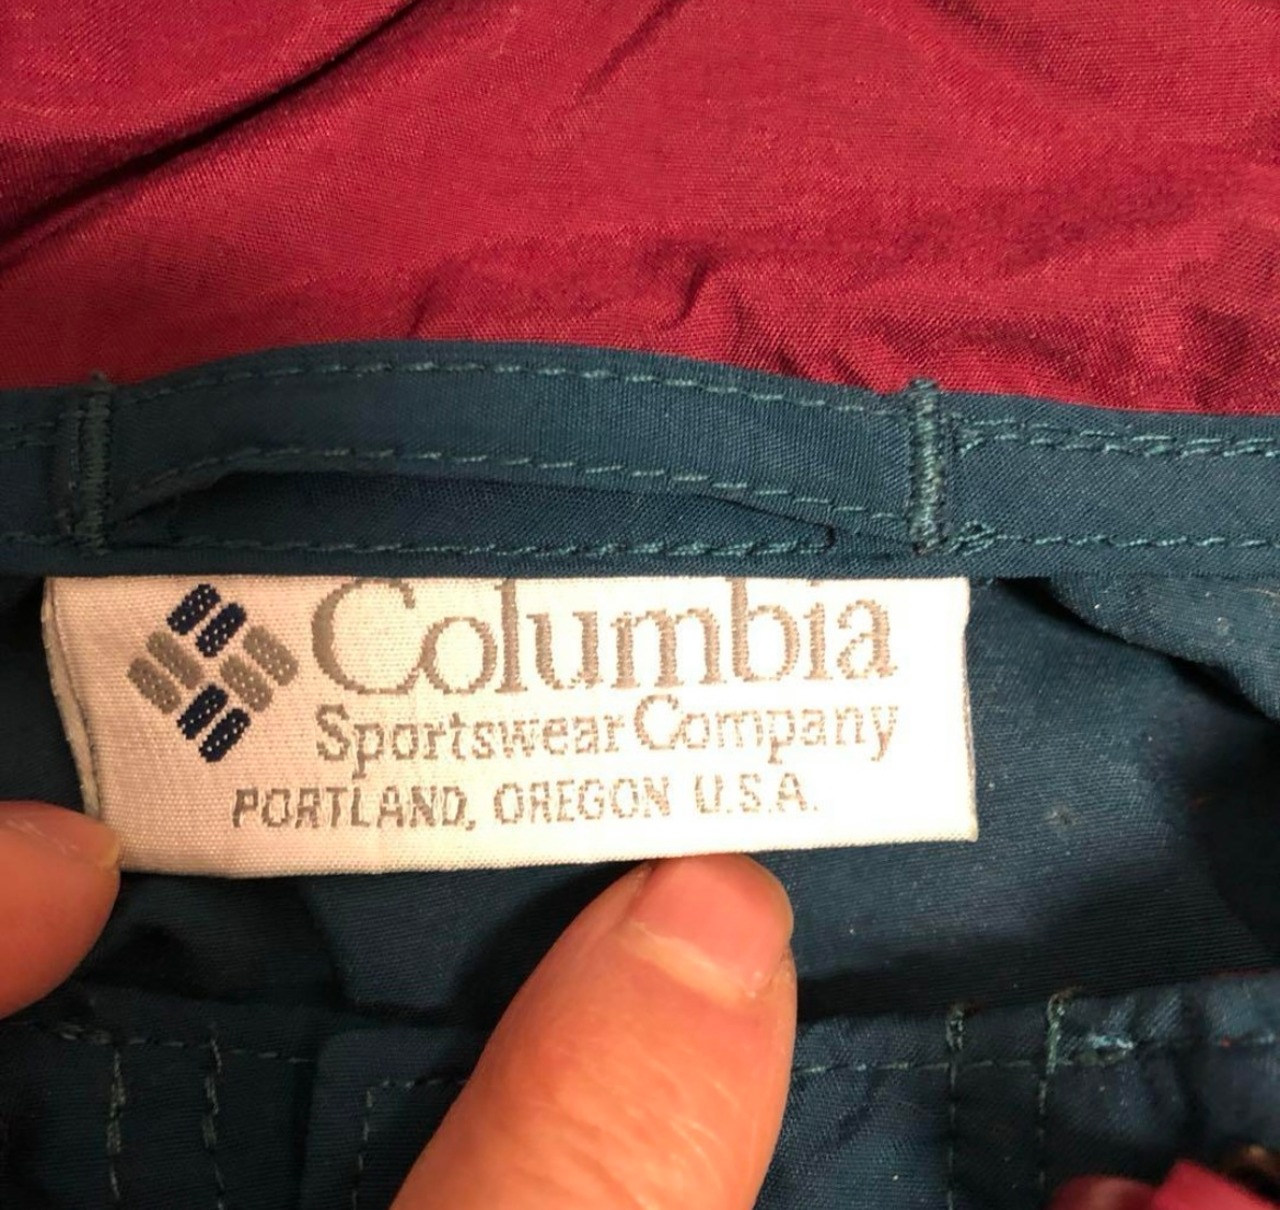 Columbia
Sportswear Company
PORTLAND, OREGON U.S.A.